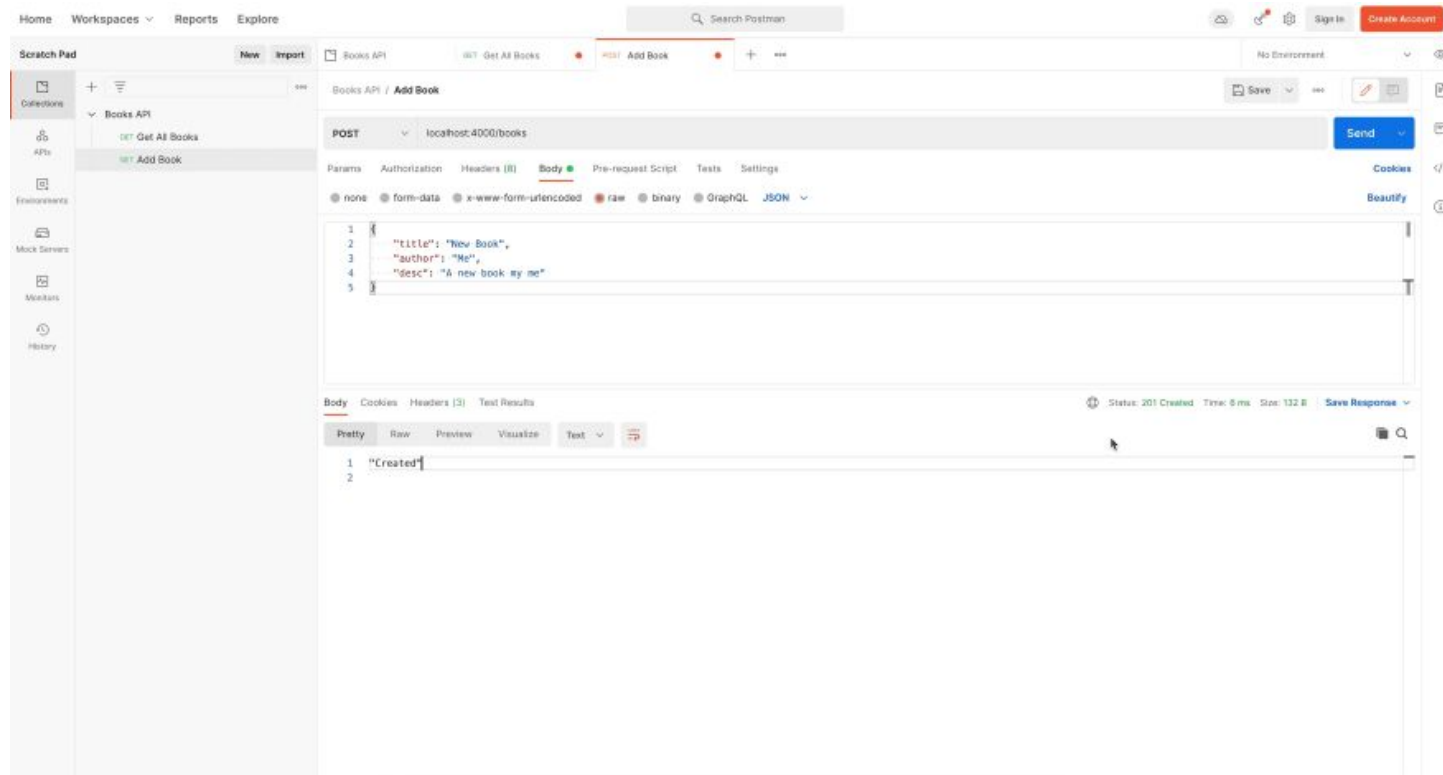 Home Workspaces Reports Explore Search Postman Sign In Create Account
Scratch Pad New Import Books API GET Get All Books POST Add Book No Environment
Collections
APIs
Environments
Mock Servers
Monitors
History
Books API
GET Get All Books
GET Add Book
Books API / Add Book Save
POST localhost:4000/books Send
Params Authorization Headers (8) Body Pre-request Script Tests Settings Cookies
none form-data x-www-form-urlencoded raw binary GraphQL JSON Beautify
1 {
2 "title": "New Book",
3 "author": "Me",
4 "desc": "A new book my me"
5 }
Body Cookies Headers (3) Test Results Status: 201 Created Time: 6 ms Size: 132 B Save Response
Pretty Raw Preview Visualize Text
1 "Created"
2